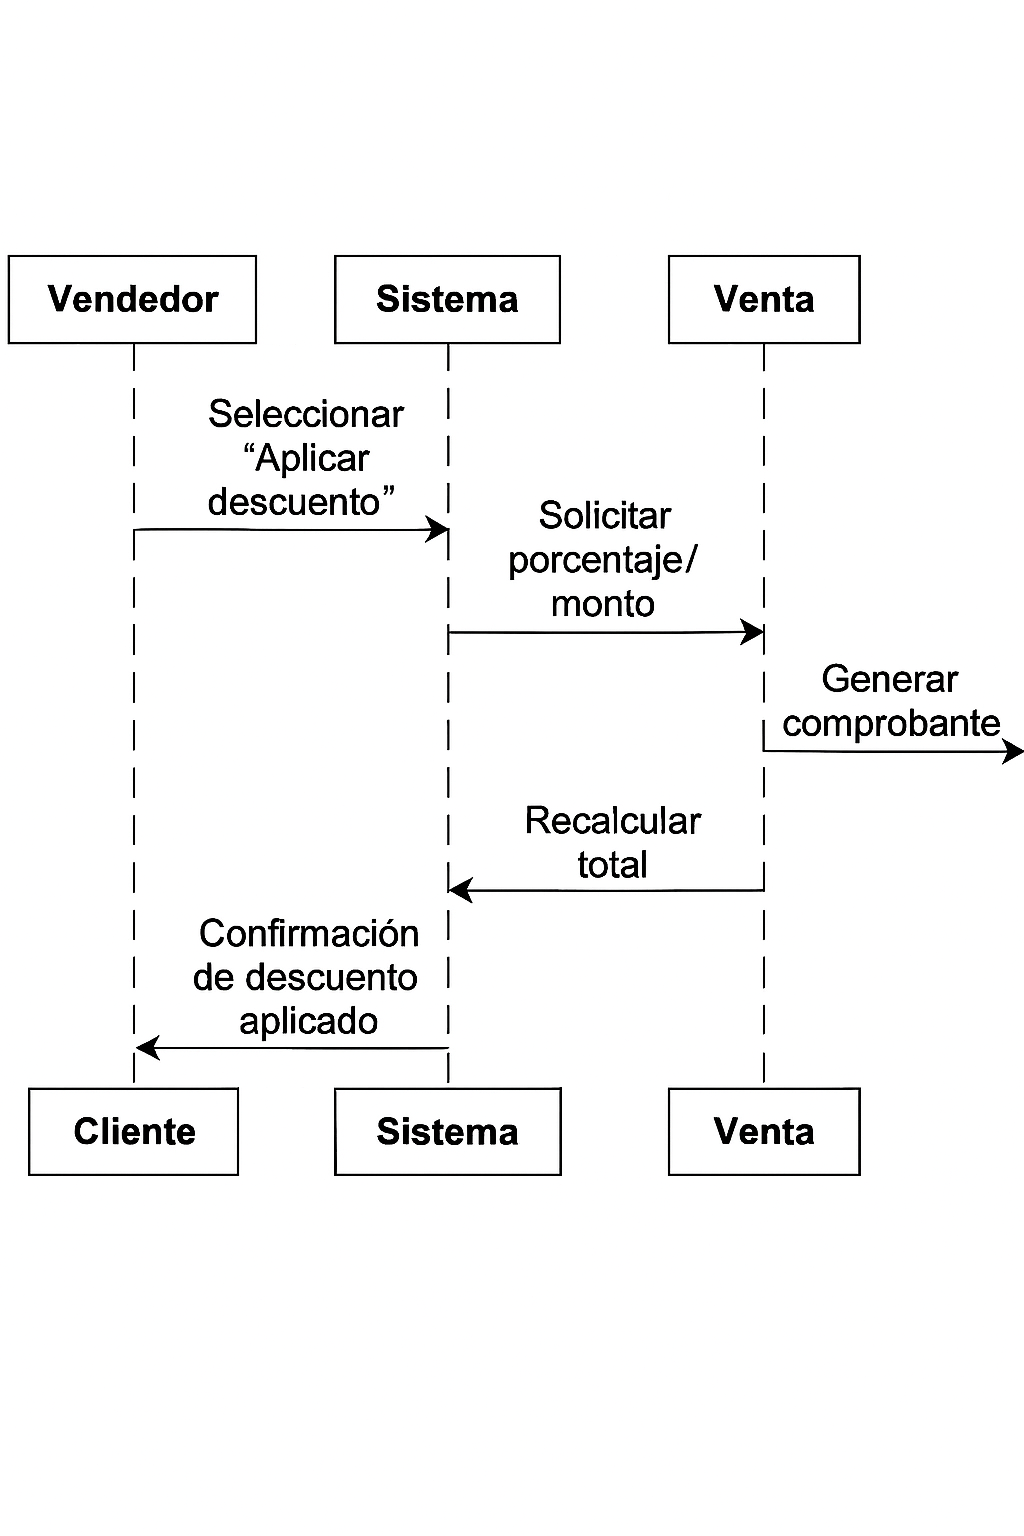 Vendedor
Sistema
Venta
Seleccionar
“Aplicar
descuento”
Solicitar
porcentaje/
monto
Generar
comprobante
Recalcular
total
Confirmación
de descuento
aplicado
Cliente
Sistema
Venta